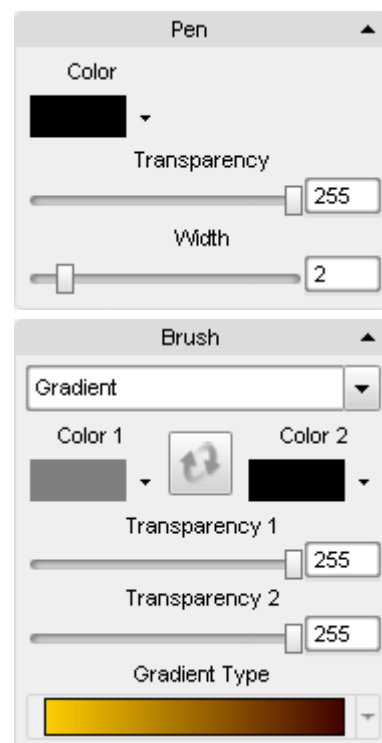 Pen
Color
Transparency
255
Width
2
Brush
Gradient
Color 1
Color 2
Transparency 1
255
Transparency 2
255
Gradient Type